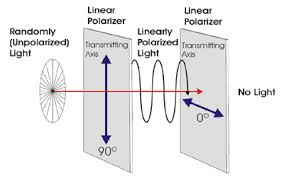 Randomly
(Unpolarized)
Light
Linear
Polarizer
Transmitting
Axis
90°
Linearly
Polarized
Light
Linear
Polarizer
Transmitting
Axis
0°
No Light